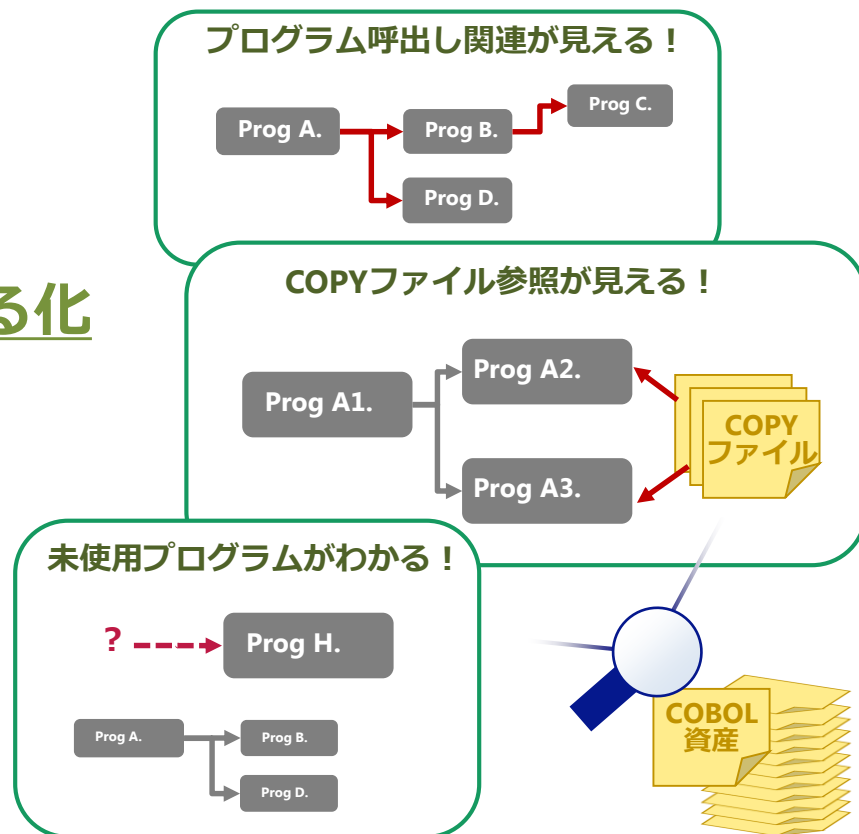 プログラム呼出し関連が見える！
Prog A.
Prog B.
Prog C.
Prog D.
る化
COPYファイル参照が見える！
Prog A1.
Prog A2.
Prog A3.
COPY
ファイル
未使用プログラムがわかる！
?
Prog H.
Prog A.
Prog B.
Prog D.
COBOL
資産